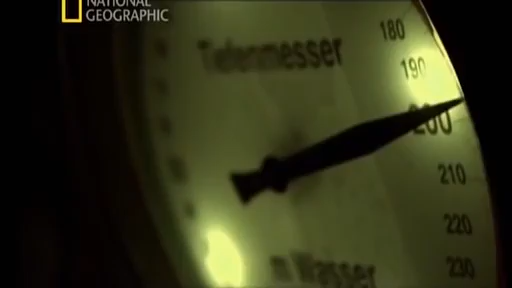 NATIONAL
GEOGRAPHIC
Tiefenmesser
180
190
200
210
220
230
m Wasser